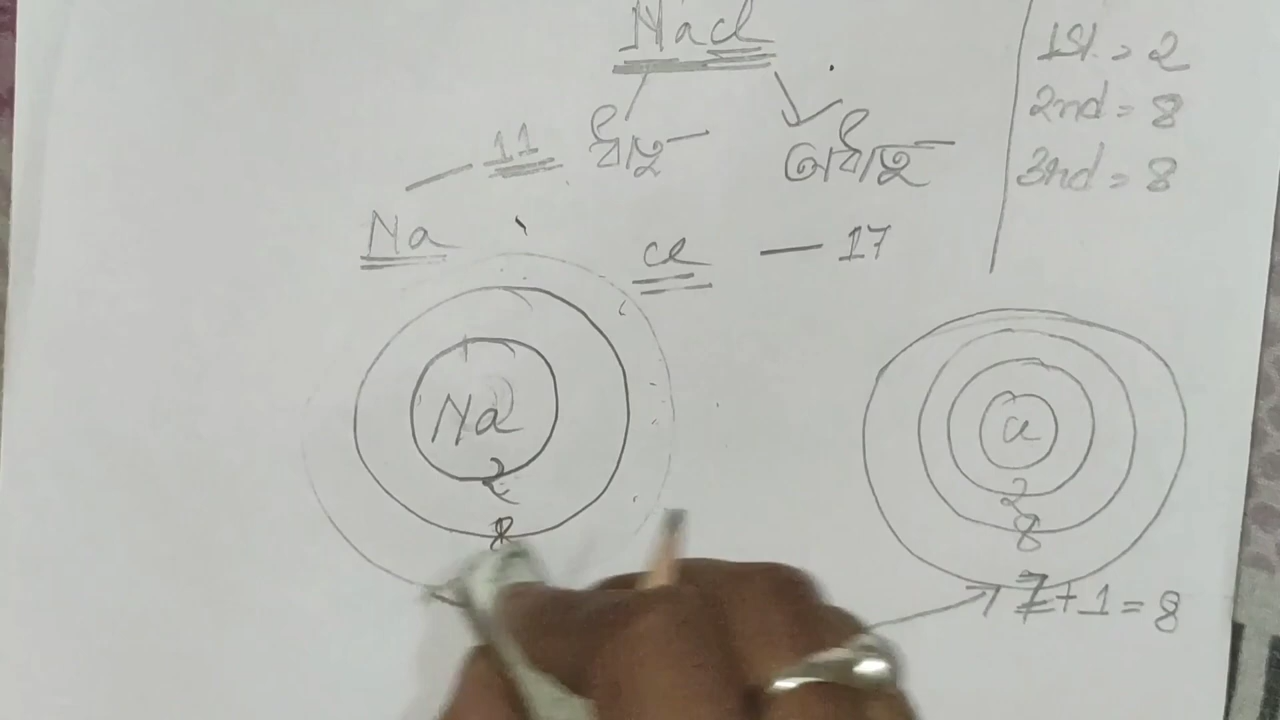 Nacl
11 ধাতু
অধাতু
1st = 2
2nd = 8
3rd = 8
Na
cl — 17
Na
2
8
cl
2
8
7+1=8